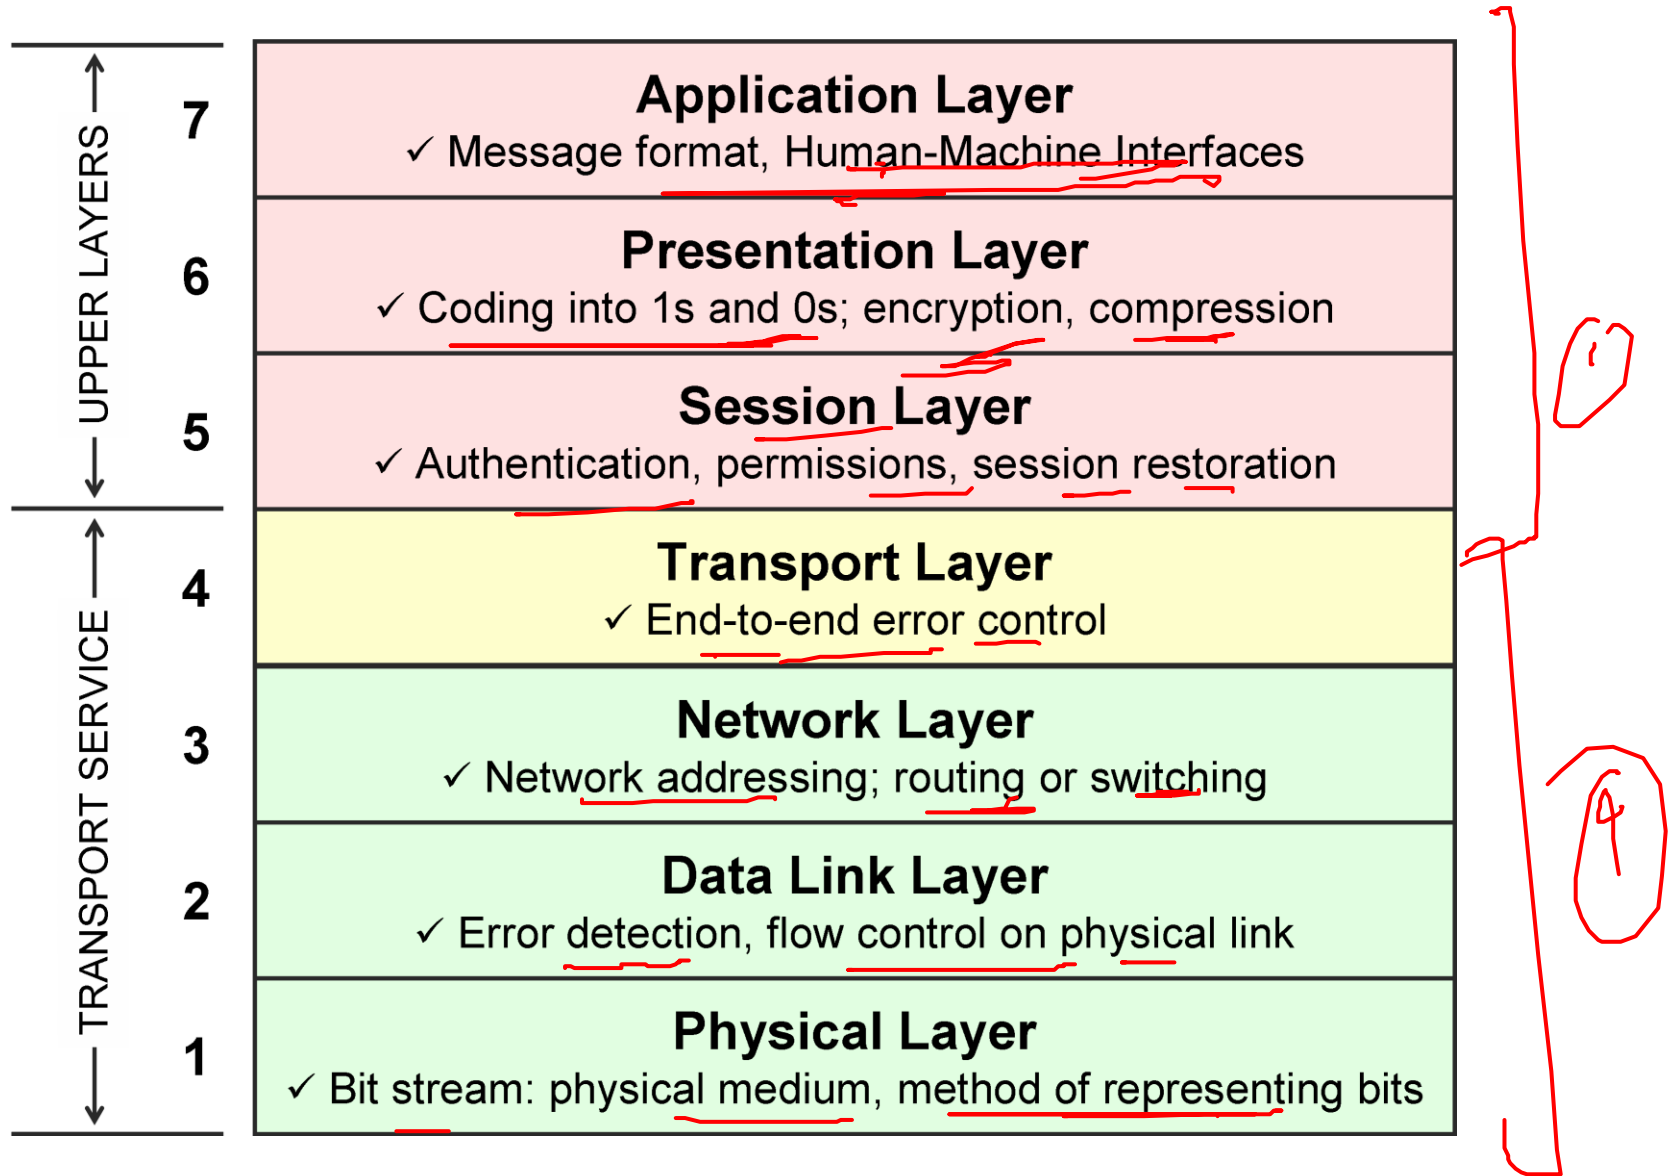 UPPER LAYERS
7
Application Layer
✓ Message format, Human-Machine Interfaces
6
Presentation Layer
✓ Coding into 1s and 0s; encryption, compression
5
Session Layer
✓ Authentication, permissions, session restoration
TRANSPORT SERVICE
4
Transport Layer
✓ End-to-end error control
3
Network Layer
✓ Network addressing; routing or switching
2
Data Link Layer
✓ Error detection, flow control on physical link
1
Physical Layer
✓ Bit stream: physical medium, method of representing bits